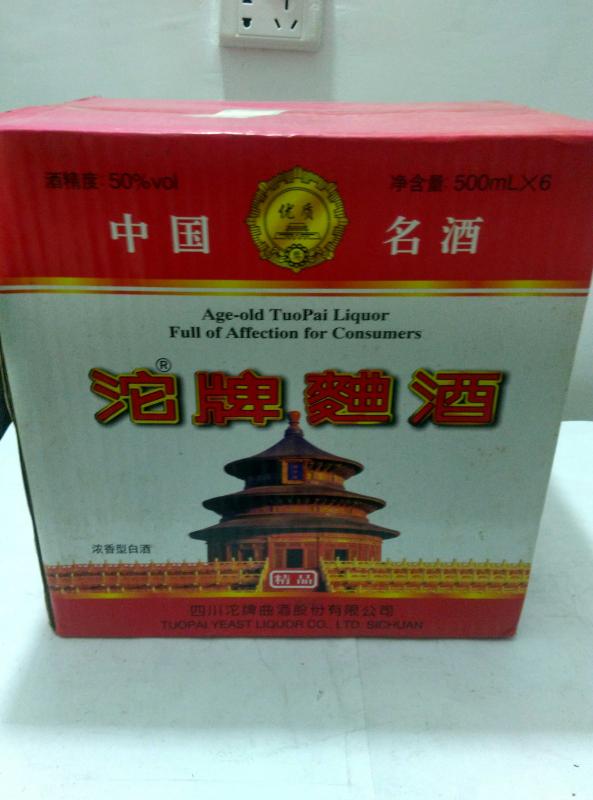 酒精度: 50%vol
净含量: 500mL×6
优质
中国
名酒
Age-old TuoPai Liquor
Full of Affection for Consumers
沱牌®麯酒
浓香型白酒
精品
四川沱牌曲酒股份有限公司
TUOPAI YEAST LIQUOR CO., LTD. SICHUAN